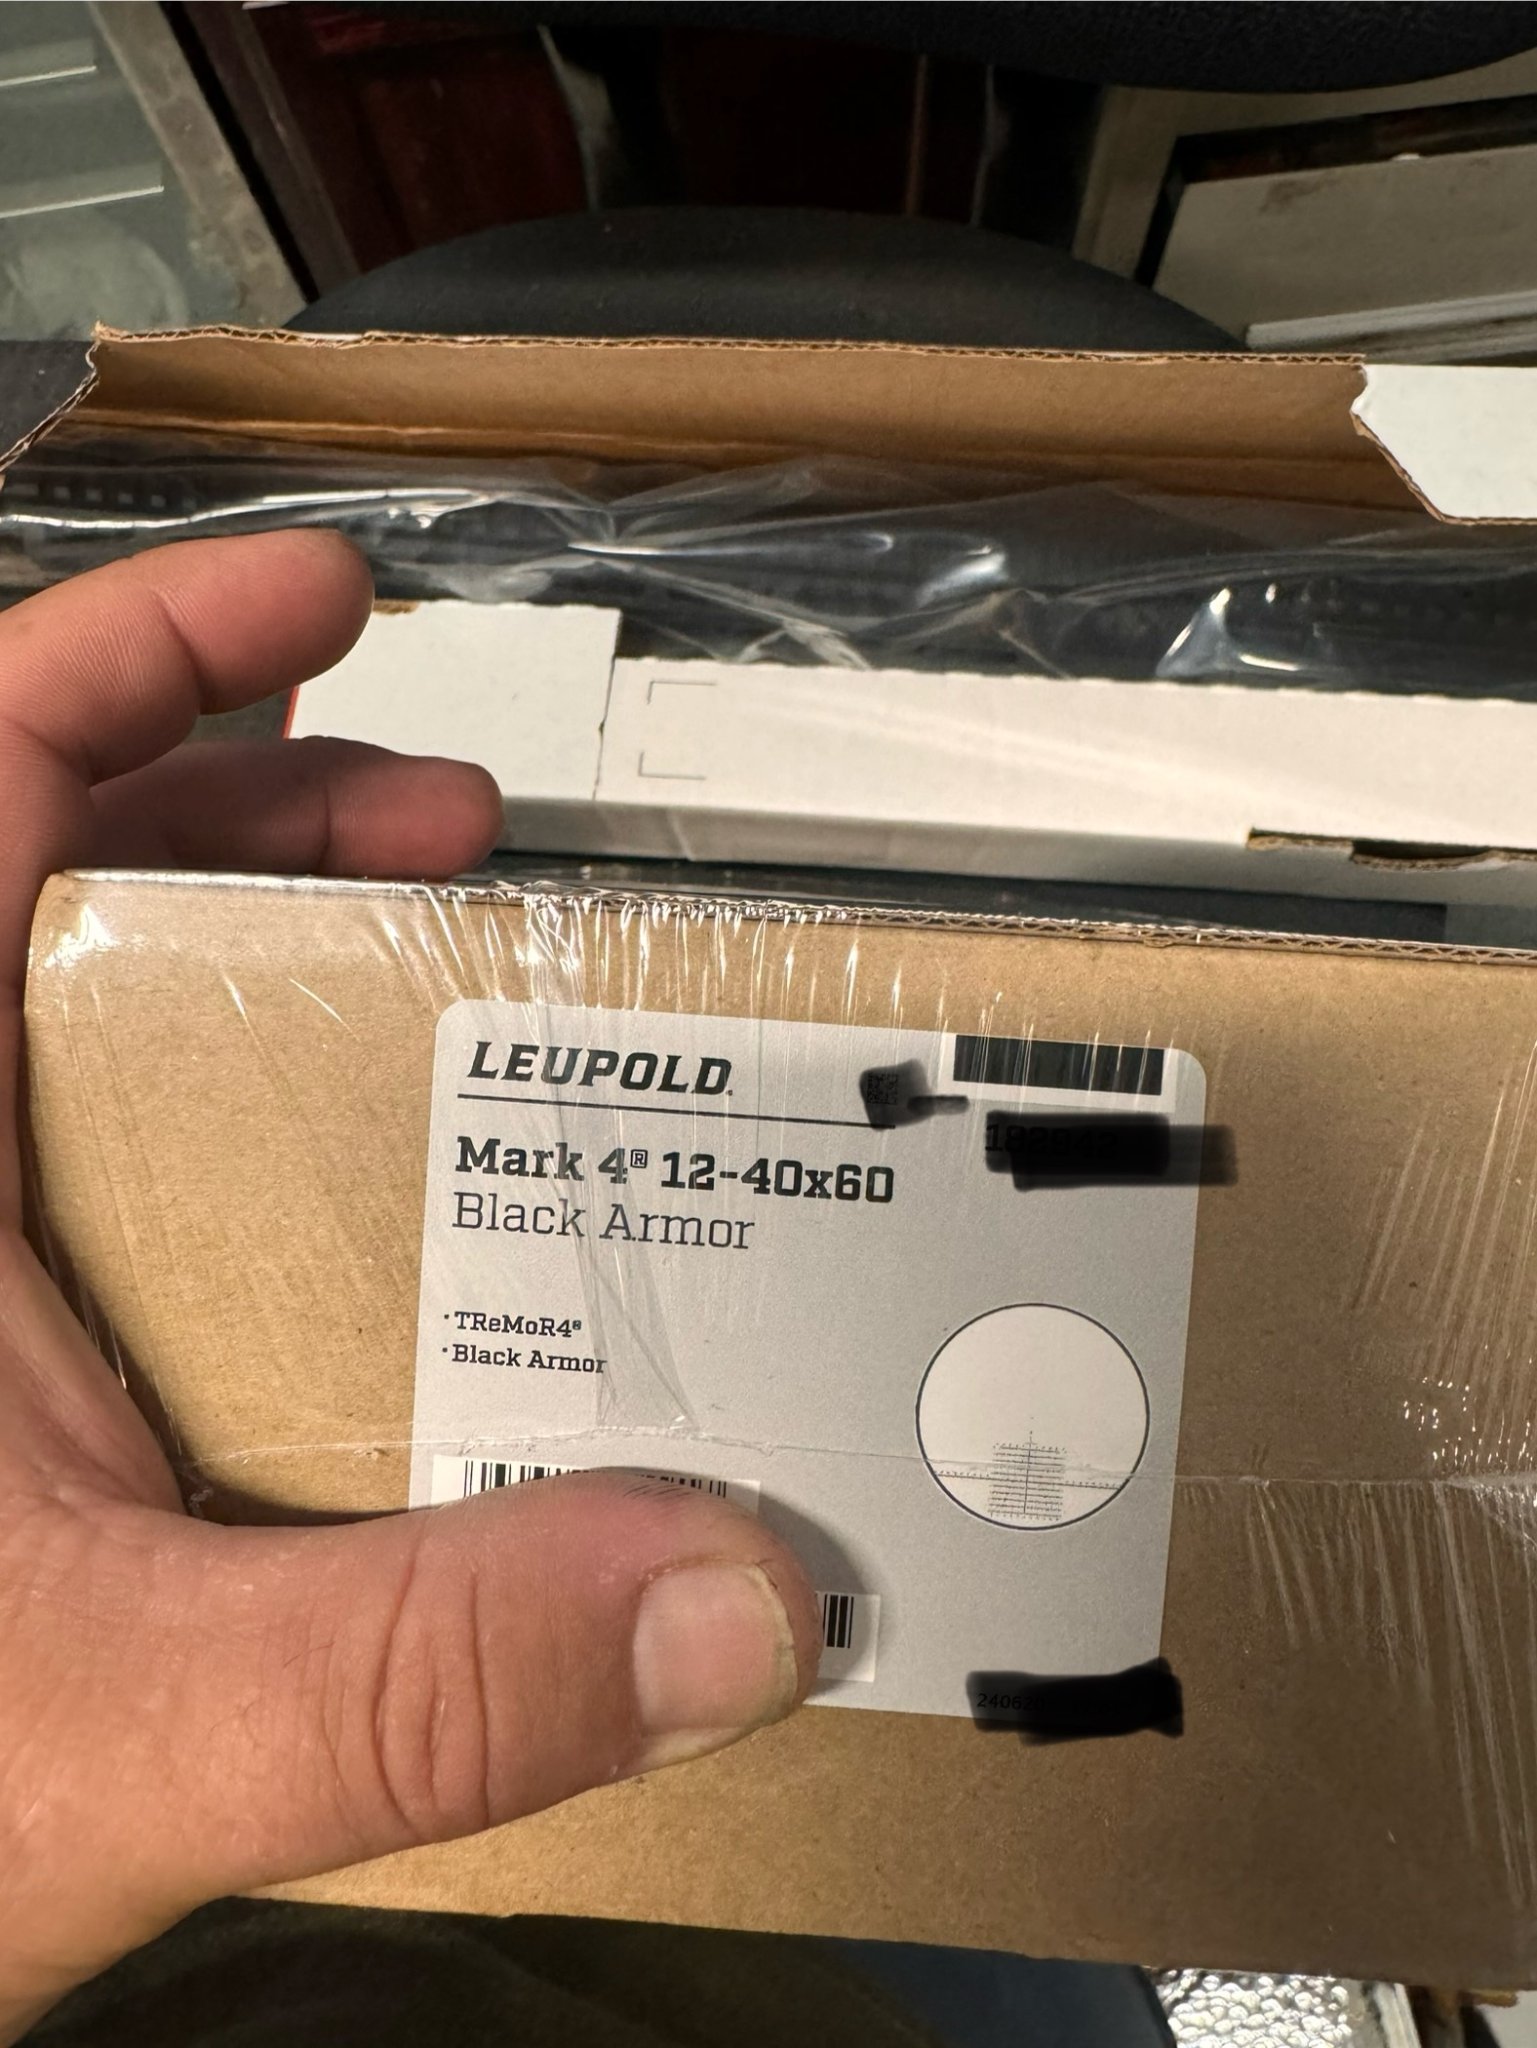 LEUPOLD®
Mark 4® 12-40x60
Black Armor
· TReMoR4®
· Black Armor